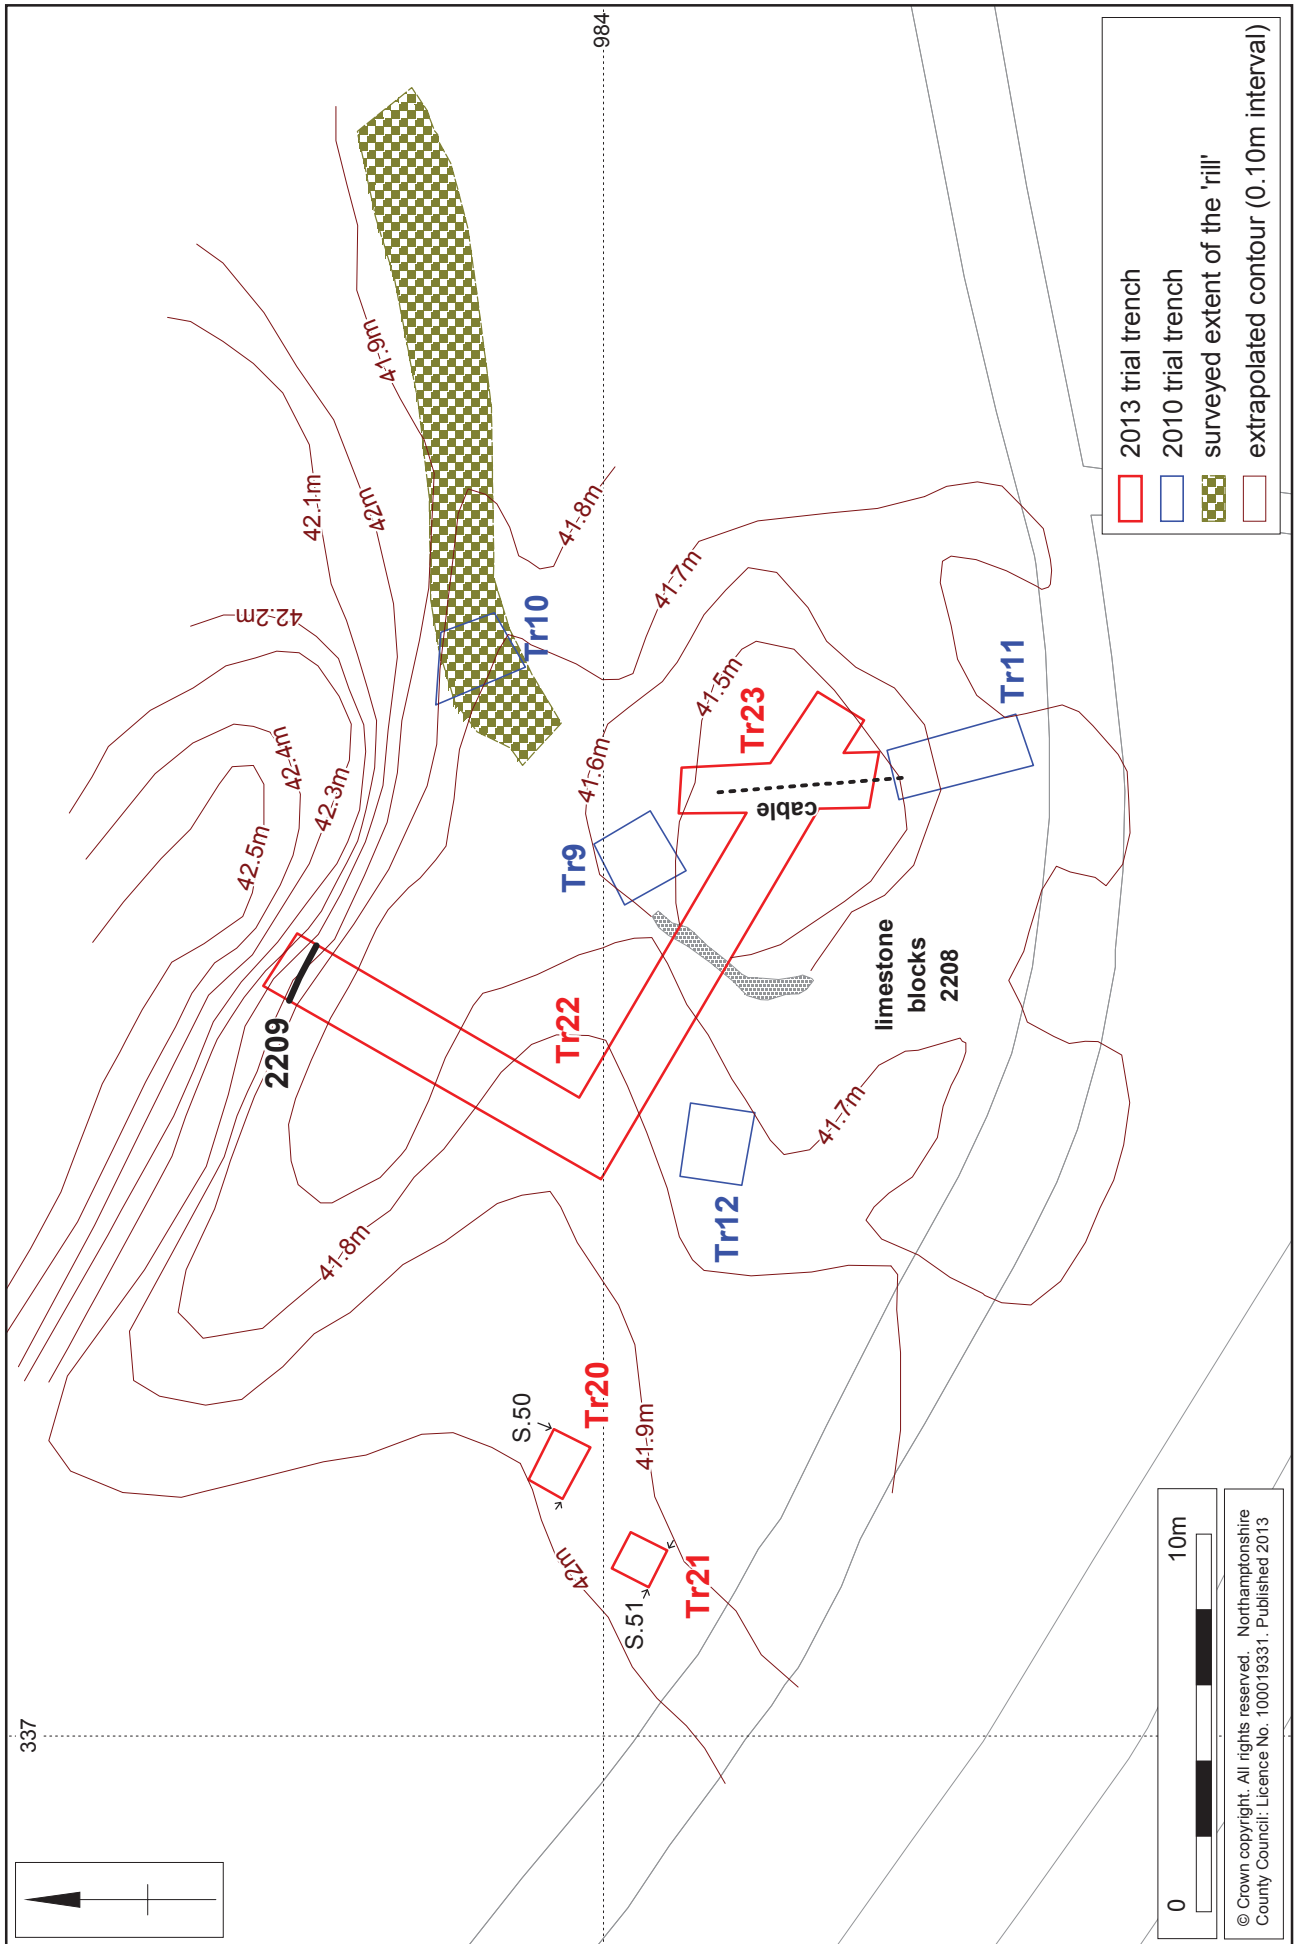 337
984
42.1m
42m
41.9m
42.2m
42.4m
42.3m
42.5m
41.8m
Tr10
41.7m
41.5m
Tr23
41.6m
Tr9
cable
Tr11
2209
Tr22
limestone
blocks
2208
41.8m
Tr12
41.7m
S.50
Tr20
41.9m
S.51
42m
Tr21
2013 trial trench
2010 trial trench
surveyed extent of the 'rill'
extrapolated contour (0.10m interval)
0
10m
© Crown copyright. All rights reserved. Northamptonshire
County Council: Licence No. 100019331. Published 2013